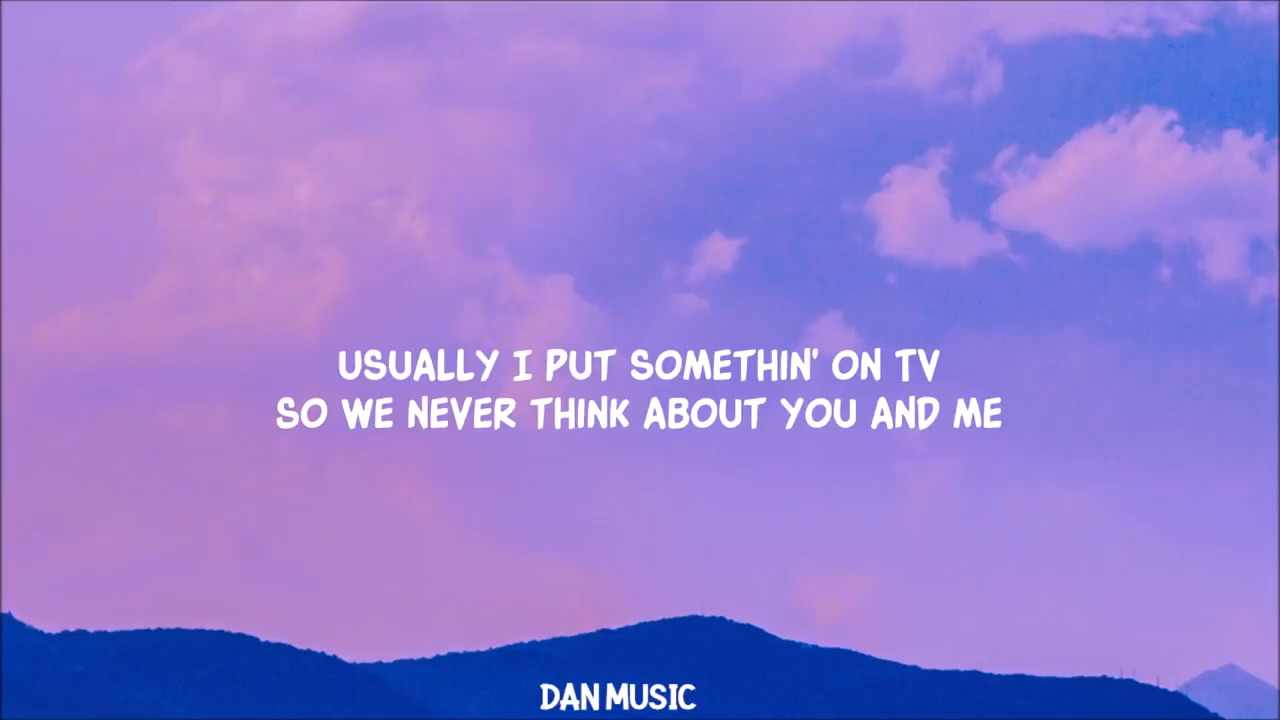 USUALLY I PUT SOMETHIN' ON TV
SO WE NEVER THINK ABOUT YOU AND ME
DAN MUSIC